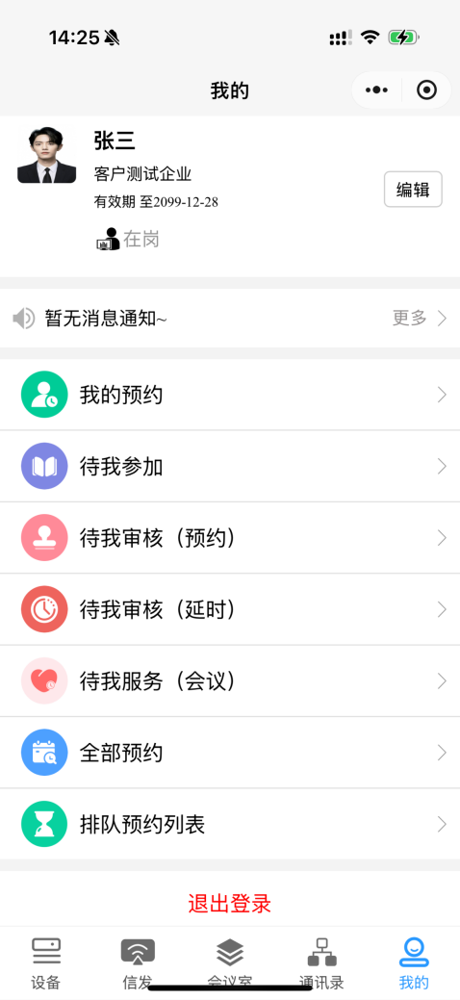 14:25
我的
张三
客户测试企业
有效期 至2099-12-28
编辑
在岗
暂无消息通知~
更多
我的预约
待我参加
待我审核（预约）
待我审核（延时）
待我服务（会议）
全部预约
排队预约列表
退出登录
设备
信发
会议室
通讯录
我的